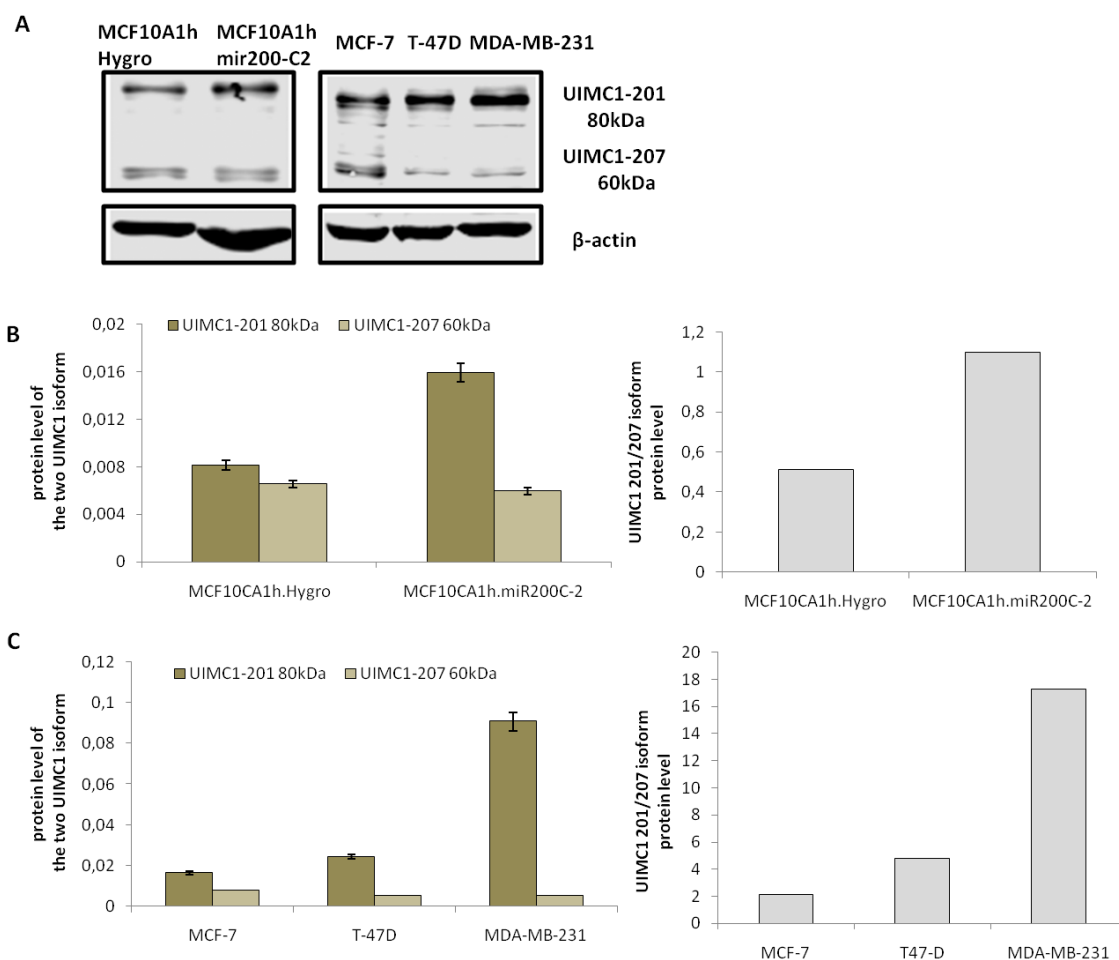 A
MCF10A1h
Hygro
MCF10A1h
mir200-C2
MCF-7 T-47D MDA-MB-231
UIMC1-201
80kDa
UIMC1-207
60kDa
β-actin
B
protein level of
the two UIMC1 isoform
0,02
0,016
0,012
0,008
0,004
0
UIMC1-201 80kDa
UIMC1-207 60kDa
MCF10CA1h.Hygro
MCF10CA1h.miR200C-2
UIMC1 201/207 isoform
protein level
1,2
1
0,8
0,6
0,4
0,2
0
MCF10CA1h.Hygro
MCF10CA1h.miR200C-2
C
protein level of
the two UIMC1 isoform
0,12
0,1
0,08
0,06
0,04
0,02
0
UIMC1-201 80kDa
UIMC1-207 60kDa
MCF-7
T-47D
MDA-MB-231
UIMC1 201/207 isoform
protein level
20
18
16
14
12
10
8
6
4
2
0
MCF-7
T47-D
MDA-MB-231